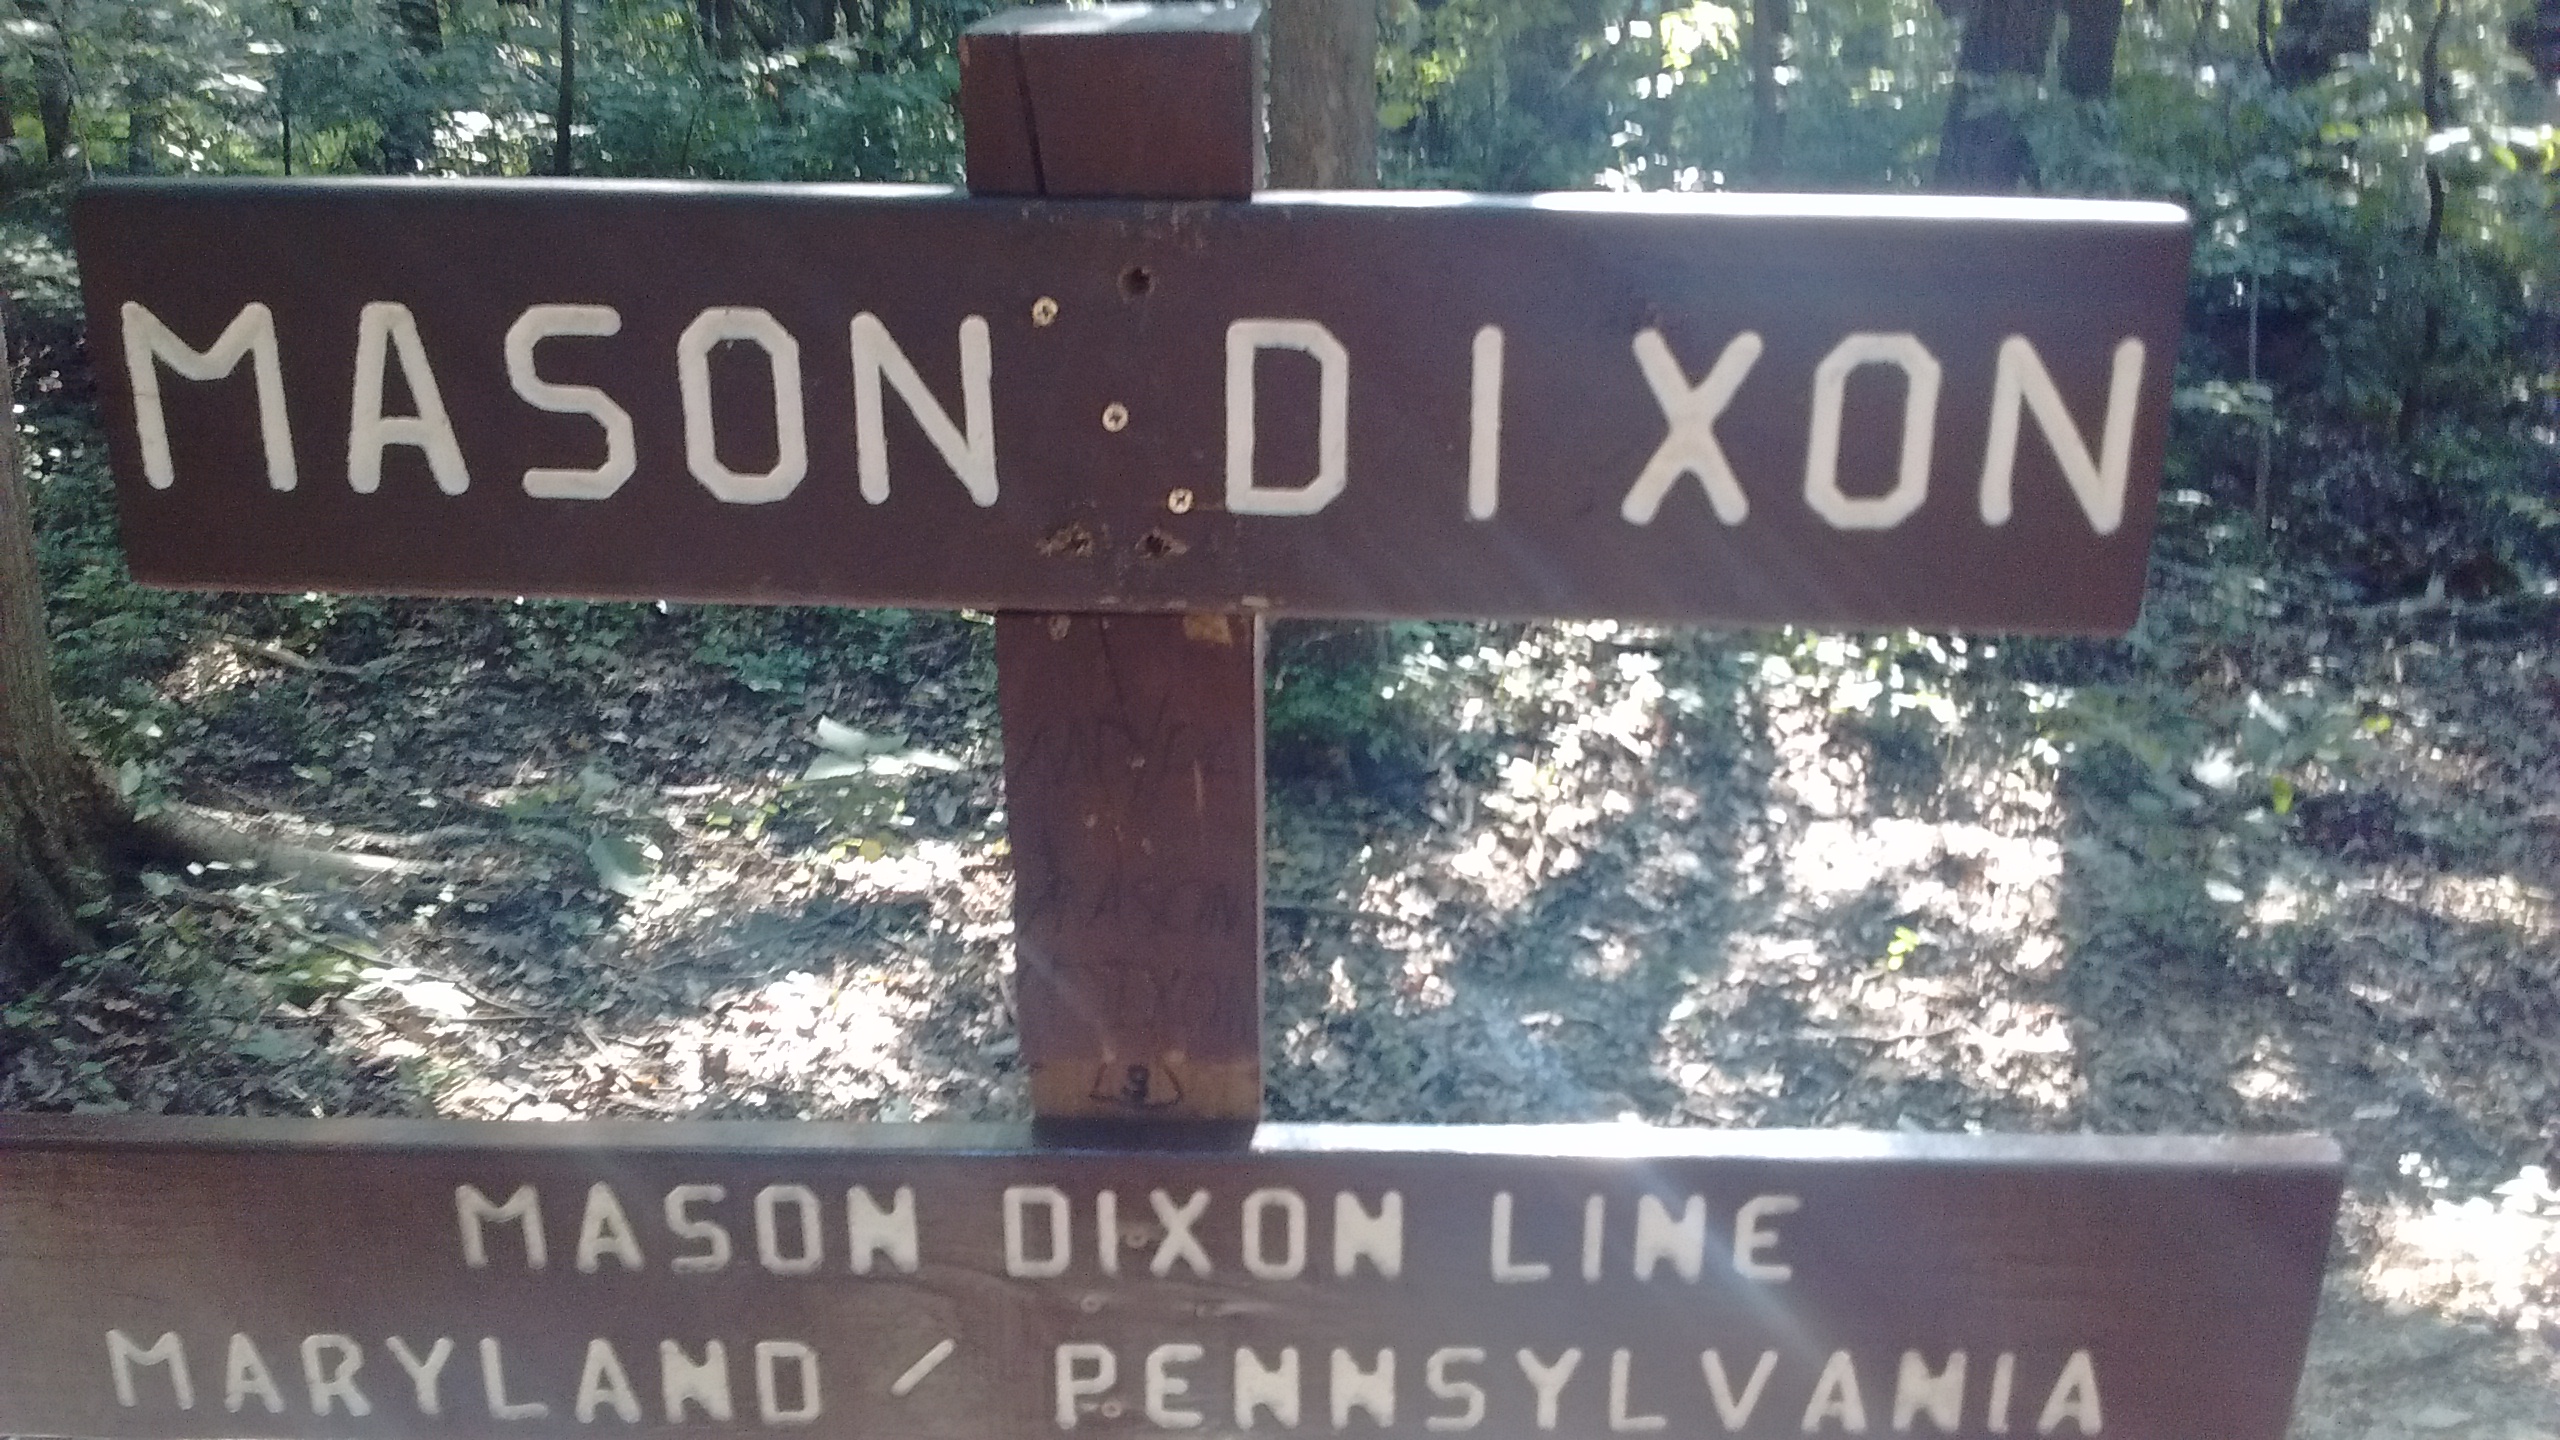 MASON DIXON
MASON DIXON LINE
MARYLAND / PENNSYLVANIA